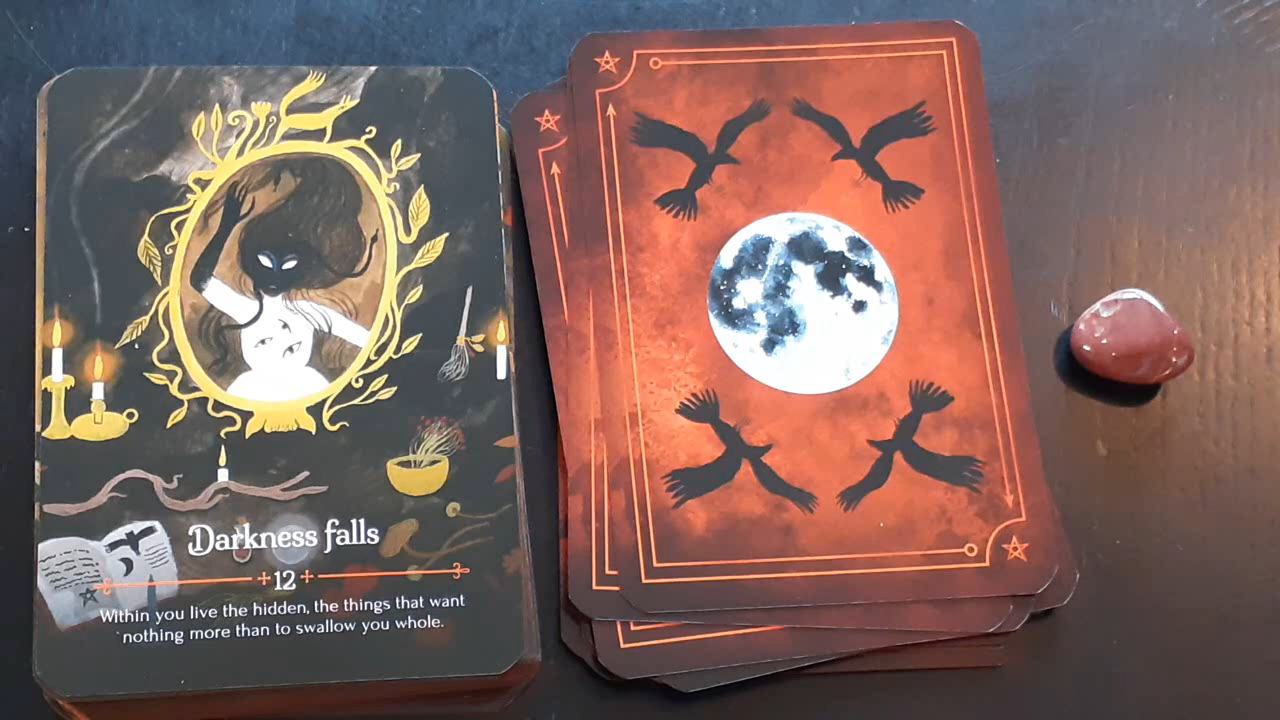 Darkness falls
12
Within you live the hidden, the things that want
nothing more than to swallow you whole.